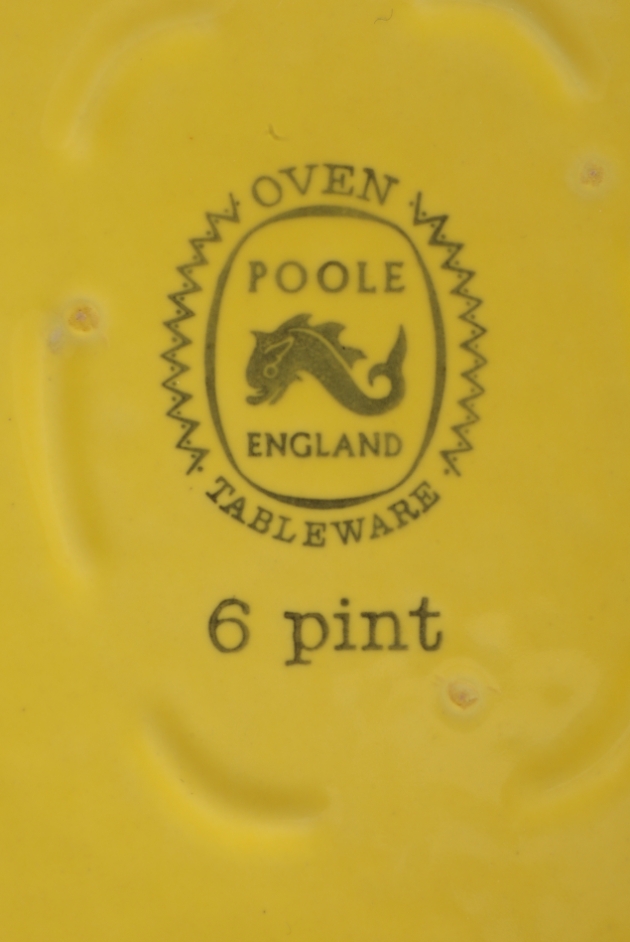 OVEN
POOLE
ENGLAND
TABLEWARE
6 pint